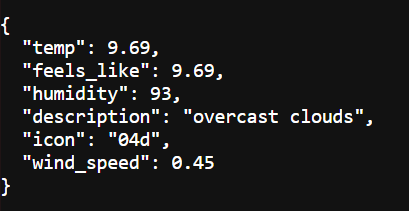 {
  "temp": 9.69,
  "feels_like": 9.69,
  "humidity": 93,
  "description": "overcast clouds",
  "icon": "04d",
  "wind_speed": 0.45
}